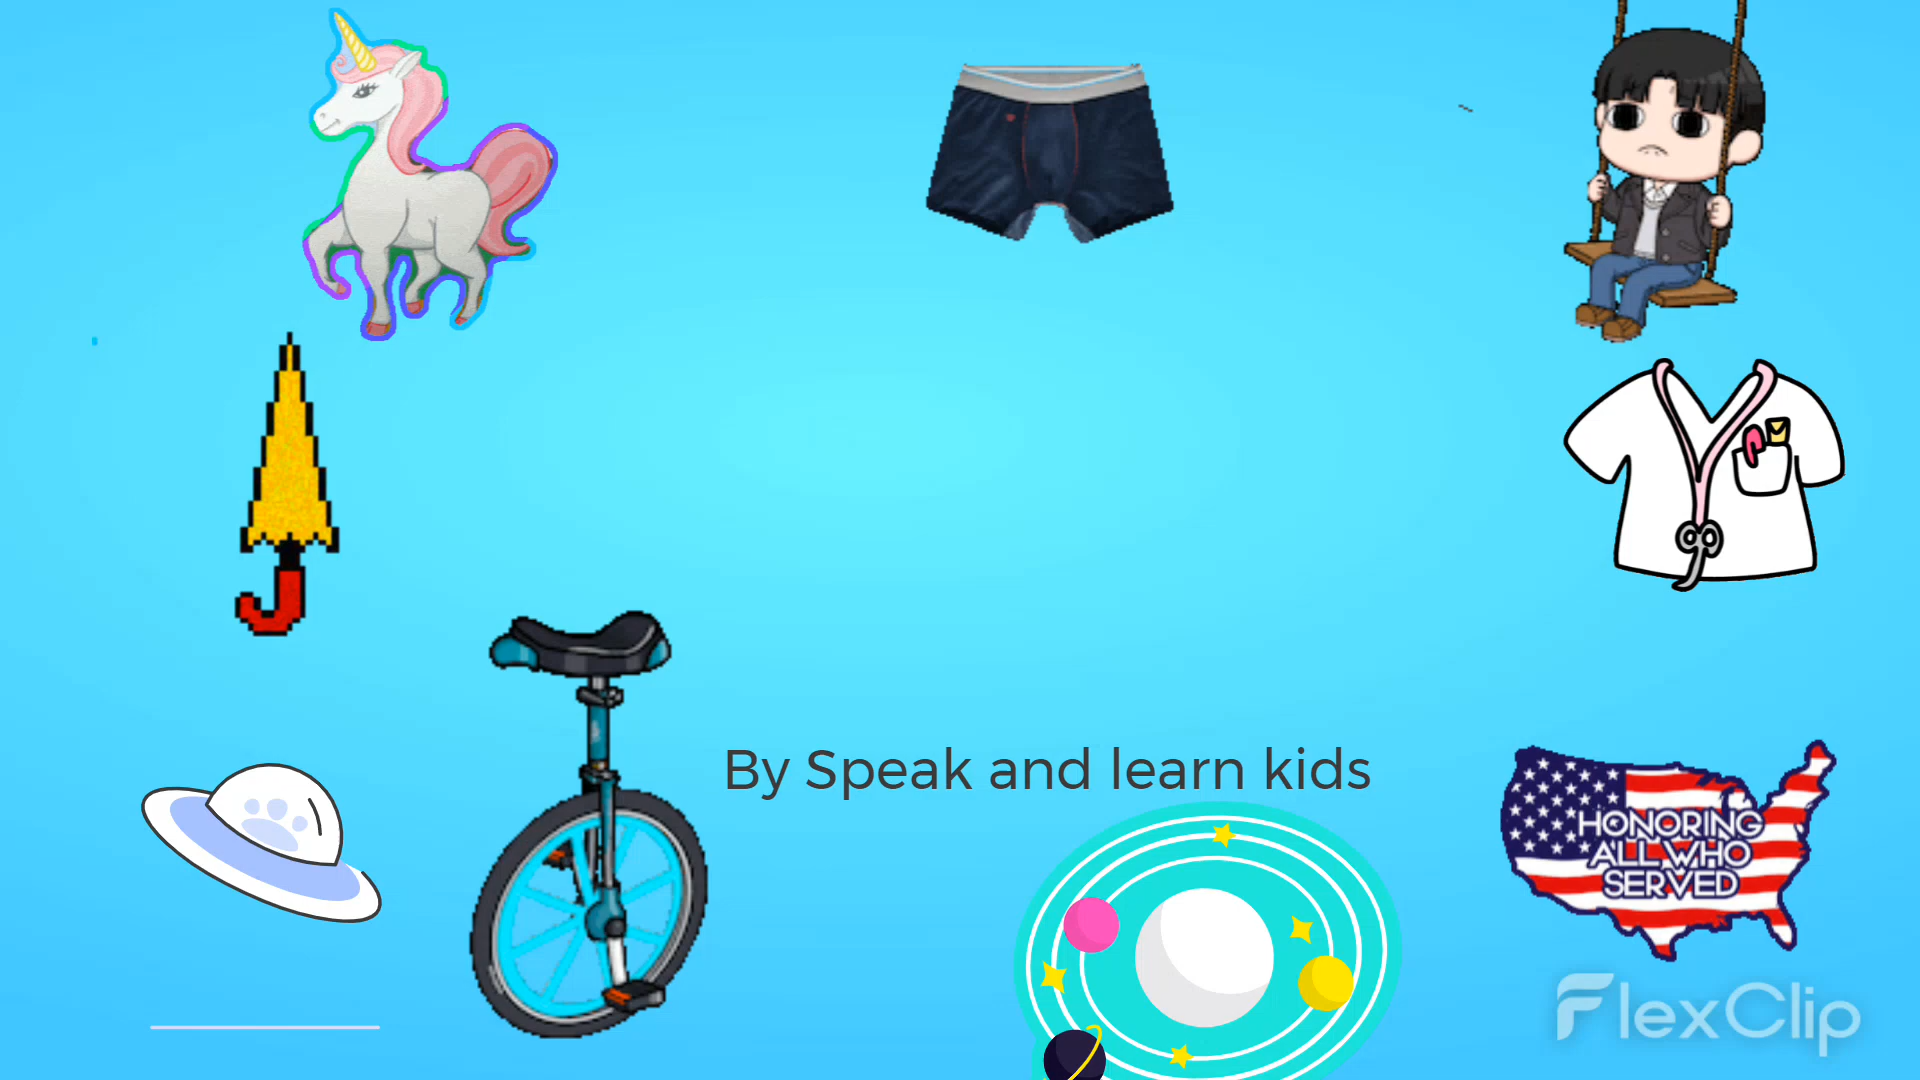 By Speak and learn kids
HONORING
ALL WHO
SERVED
FlexClip